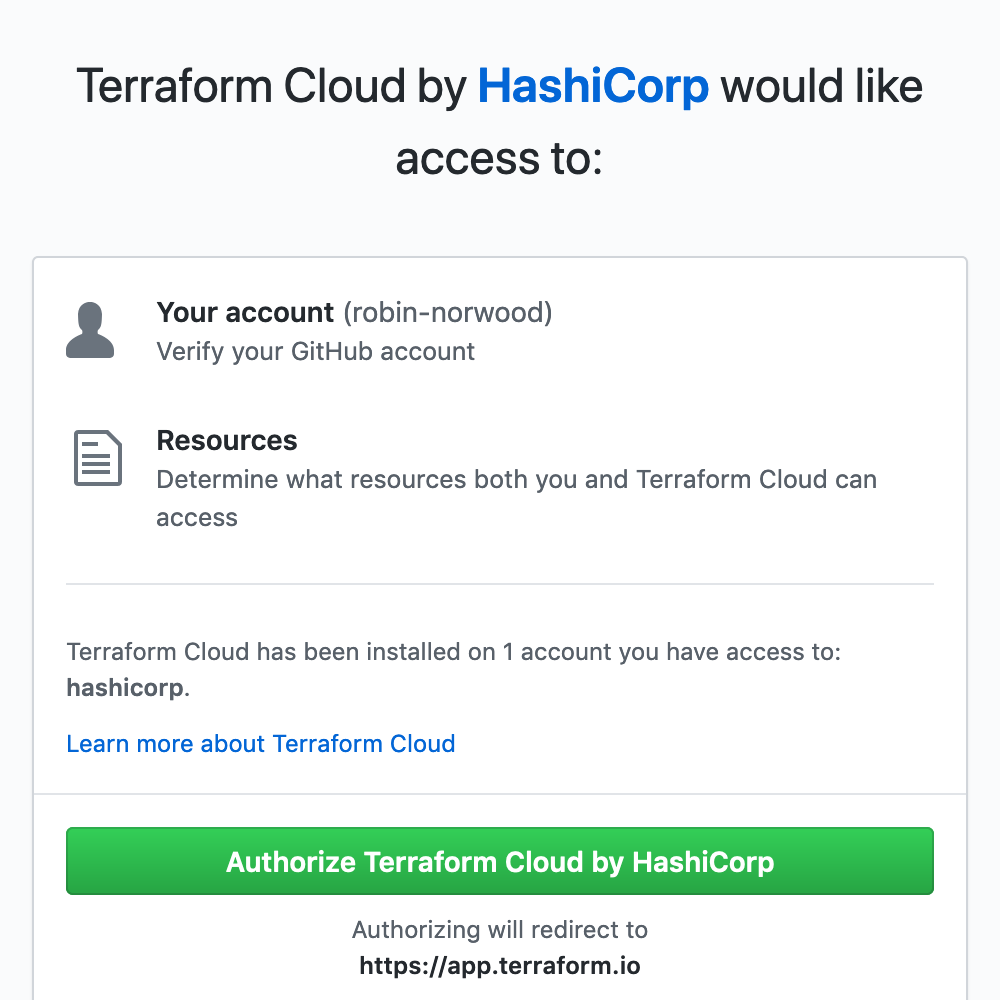 Terraform Cloud by HashiCorp would like
access to:
Your account (robin-norwood)
Verify your GitHub account
Resources
Determine what resources both you and Terraform Cloud can
access
Terraform Cloud has been installed on 1 account you have access to:
hashicorp.
Learn more about Terraform Cloud
Authorize Terraform Cloud by HashiCorp
Authorizing will redirect to
https://app.terraform.io